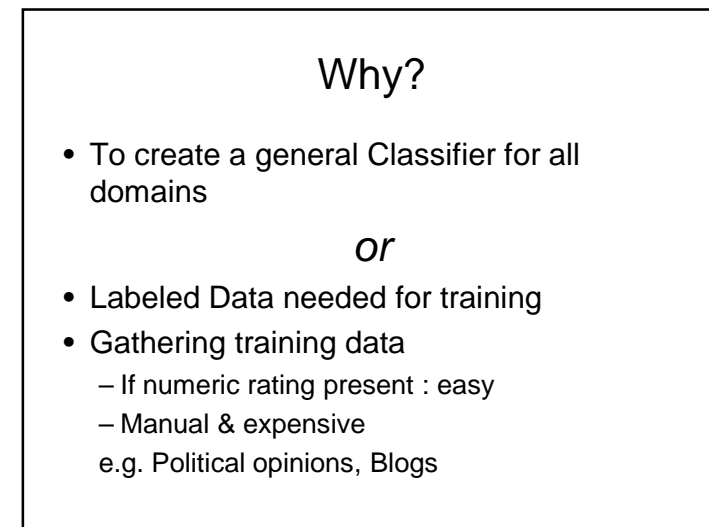 Why?
• To create a general Classifier for all
domains
or
• Labeled Data needed for training
• Gathering training data
– If numeric rating present : easy
– Manual & expensive
e.g. Political opinions, Blogs